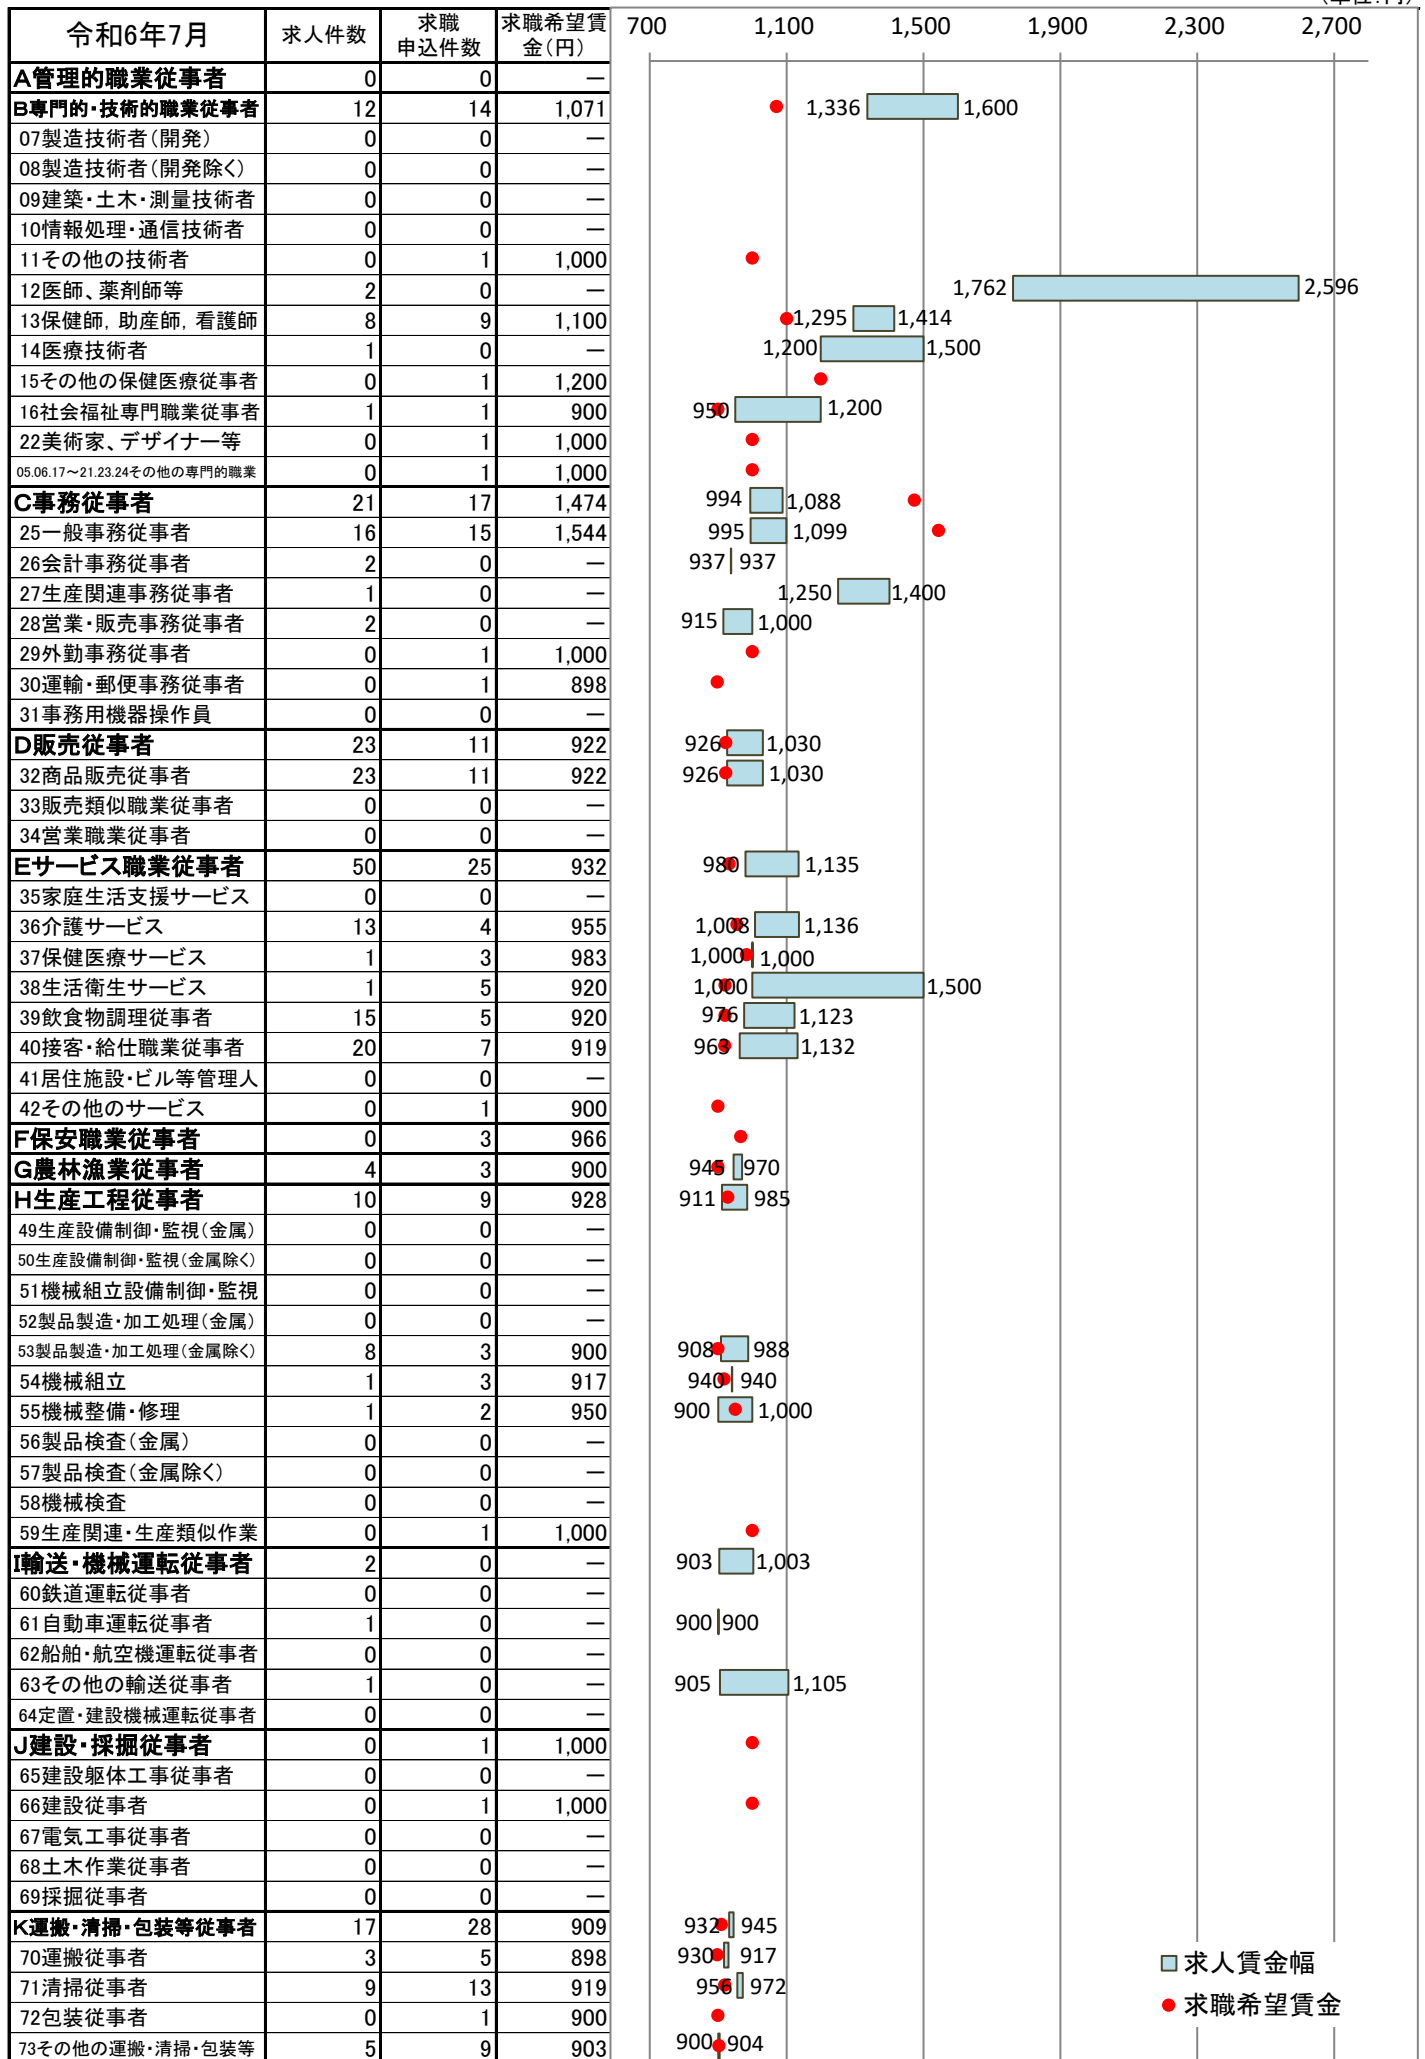 (単位:円)
令和6年7月 求人件数 求職申込件数 求職希望賃金(円) 700 1,100 1,500 1,900 2,300 2,700
A管理的職業従事者 0 0 ―
B専門的・技術的職業従事者 12 14 1,071 1,336 1,600
07製造技術者(開発) 0 0 ―
08製造技術者(開発除く) 0 0 ―
09建築・土木・測量技術者 0 0 ―
10情報処理・通信技術者 0 0 ―
11その他の技術者 0 1 1,000
12医師、薬剤師等 2 0 ― 1,762 2,596
13保健師, 助産師, 看護師 8 9 1,100 1,295 1,414
14医療技術者 1 0 ― 1,200 1,500
15その他の保健医療従事者 0 1 1,200
16社会福祉専門職業従事者 1 1 900 950 1,200
22美術家、デザイナー等 0 1 1,000
05.06.17～21.23.24その他の専門的職業 0 1 1,000
C事務従事者 21 17 1,474 994 1,088
25一般事務従事者 16 15 1,544 995 1,099
26会計事務従事者 2 0 ― 937 937
27生産関連事務従事者 1 0 ― 1,250 1,400
28営業・販売事務従事者 2 0 ― 915 1,000
29外勤事務従事者 0 1 1,000
30運輸・郵便事務従事者 0 1 898
31事務用機器操作員 0 0 ―
D販売従事者 23 11 922 926 1,030
32商品販売従事者 23 11 922 926 1,030
33販売類似職業従事者 0 0 ―
34営業職業従事者 0 0 ―
Eサービス職業従事者 50 25 932 980 1,135
35家庭生活支援サービス 0 0 ―
36介護サービス 13 4 955 1,008 1,136
37保健医療サービス 1 3 983 1,000 1,000
38生活衛生サービス 1 5 920 1,000 1,500
39飲食物調理従事者 15 5 920 976 1,123
40接客・給仕職業従事者 20 7 919 963 1,132
41居住施設・ビル等管理人 0 0 ―
42その他のサービス 0 1 900
F保安職業従事者 0 3 966
G農林漁業従事者 4 3 900 945 970
H生産工程従事者 10 9 928 911 985
49生産設備制御・監視(金属) 0 0 ―
50生産設備制御・監視(金属除く) 0 0 ―
51機械組立設備制御・監視 0 0 ―
52製品製造・加工処理(金属) 0 0 ―
53製品製造・加工処理(金属除く) 8 3 900 908 988
54機械組立 1 3 917 940 940
55機械整備・修理 1 2 950 900 1,000
56製品検査(金属) 0 0 ―
57製品検査(金属除く) 0 0 ―
58機械検査 0 0 ―
59生産関連・生産類似作業 0 1 1,000
I輸送・機械運転従事者 2 0 ― 903 1,003
60鉄道運転従事者 0 0 ―
61自動車運転従事者 1 0 ― 900 900
62船舶・航空機運転従事者 0 0 ―
63その他の輸送従事者 1 0 ― 905 1,105
64定置・建設機械運転従事者 0 0 ―
J建設・採掘従事者 0 1 1,000
65建設躯体工事従事者 0 0 ―
66建設従事者 0 1 1,000
67電気工事従事者 0 0 ―
68土木作業従事者 0 0 ―
69採掘従事者 0 0 ―
K運搬・清掃・包装等従事者 17 28 909 932 945
70運搬従事者 3 5 898 930 917
71清掃従事者 9 13 919 956 972
72包装従事者 0 1 900
73その他の運搬・清掃・包装等 5 9 903 900 904
求人賃金幅
求職希望賃金